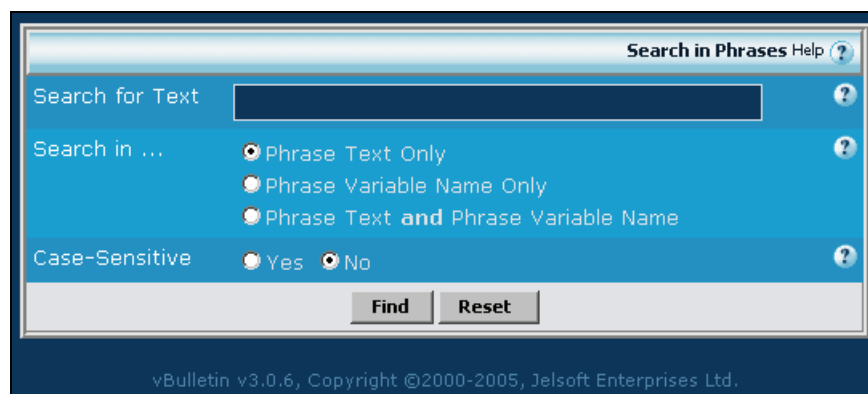 Search in Phrases Help ?
Search for Text ?
Search in ... Phrase Text Only ?
Phrase Variable Name Only
Phrase Text and Phrase Variable Name
Case-Sensitive Yes No ?
Find Reset
vBulletin v3.0.6, Copyright ©2000-2005, Jelsoft Enterprises Ltd.